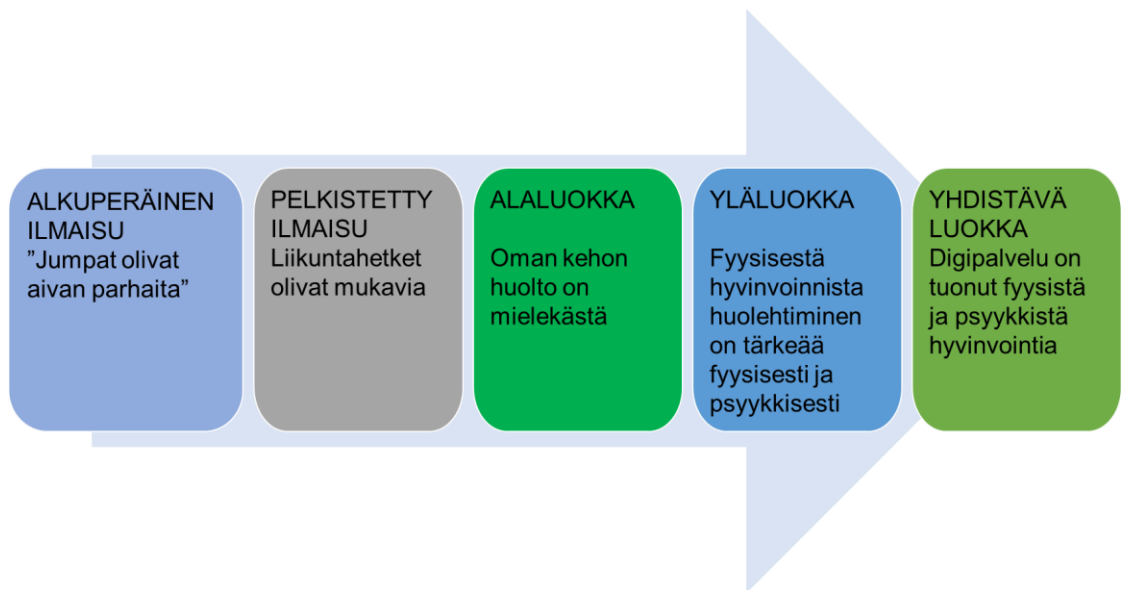 ALKUPERÄINEN
ILMAISU
”Jumpat olivat
aivan parhaita”
PELKISTETTY
ILMAISU
Liikuntahetket
olivat mukavia
ALALUOKKA
Oman kehon
huolto on
mielekästä
YLÄLUOKKA
Fyysisestä
hyvinvoinnista
huolehtiminen
on tärkeää
fyysisesti ja
psyykkisesti
YHDISTÄVÄ
LUOKKA
Digipalvelu on
tuonut fyysistä
ja psyykkistä
hyvinvointia